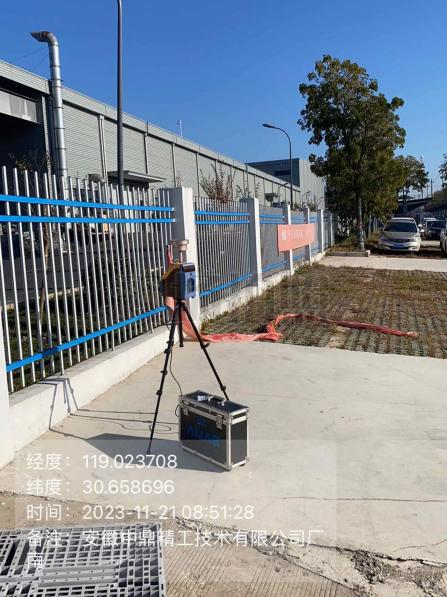 经度：119.023708
纬度：30.658696
时间：2023-11-21 08:51:28
备注：安徽中鼎精工技术有限公司厂
南